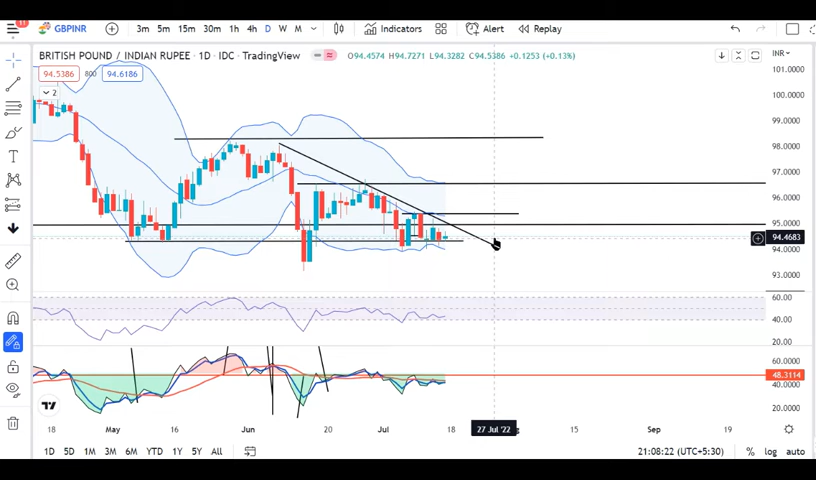 11
GBPINR
3m 5m 15m 30m 1h 4h D W M
Indicators
Alert
Replay
BRITISH POUND / INDIAN RUPEE · 1D · IDC · TradingView
O94.4574 H94.7271 L94.3282 C94.5386 +0.1253 (+0.13%)
INR
94.5386 800 94.6186
2
101.0000
100.0000
99.0000
98.0000
97.0000
96.0000
95.0000
94.4683
94.0000
93.0000
60.00
40.00
20.00
60.0000
48.3114
40.0000
20.0000
18 May 16 Jun 20 Jul 18 27 Jul '22 15 Sep 19
1D 5D 1M 3M 6M YTD 1Y 5Y All
21:08:22 (UTC+5:30)
% log auto